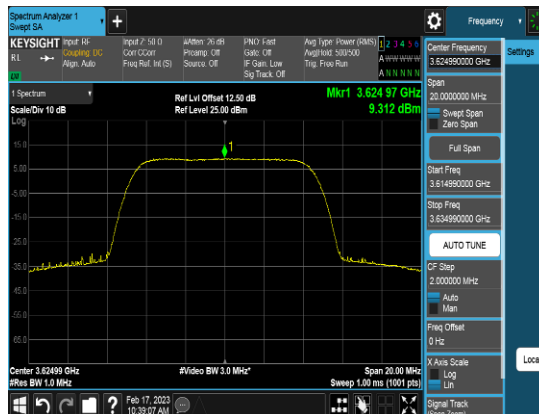 Spectrum Analyzer 1
Swept SA
+
Frequency
KEYSIGHT
Input: RF
Coupling: DC
Align: Auto
Input Z: 50 Ω
Corr CCorr
Freq Ref: Int (S)
#Atten: 26 dB
Preamp: Off
Source: Off
PNO: Fast
Gate: Off
IF Gain: Low
Sig Track: Off
Avg Type: Power (RMS)
Avg|Hold: 500/500
Trig: Free Run
1 2 3 4 5 6
A W W W W W
A N N N N N
RL
Center Frequency
3.624990000 GHz
Settings
Span
20.0000000 MHz
Swept Span
Zero Span
Full Span
Start Freq
3.614990000 GHz
Stop Freq
3.634990000 GHz
AUTO TUNE
CF Step
2.000000 MHz
Auto
Man
Freq Offset
0 Hz
X Axis Scale
Log
Lin
Local
Signal Track
1 Spectrum
Scale/Div 10 dB
Ref Lvl Offset 12.50 dB
Ref Level 25.00 dBm
Mkr1 3.624 97 GHz
9.312 dBm
Log
15.0
5.00
-5.00
-15.0
-25.0
-35.0
-45.0
-55.0
-65.0
1
Center 3.62499 GHz
#Res BW 1.0 MHz
#Video BW 3.0 MHz*
Span 20.00 MHz
Sweep 1.00 ms (1001 pts)
?
Feb 17, 2023
10:39:07 AM